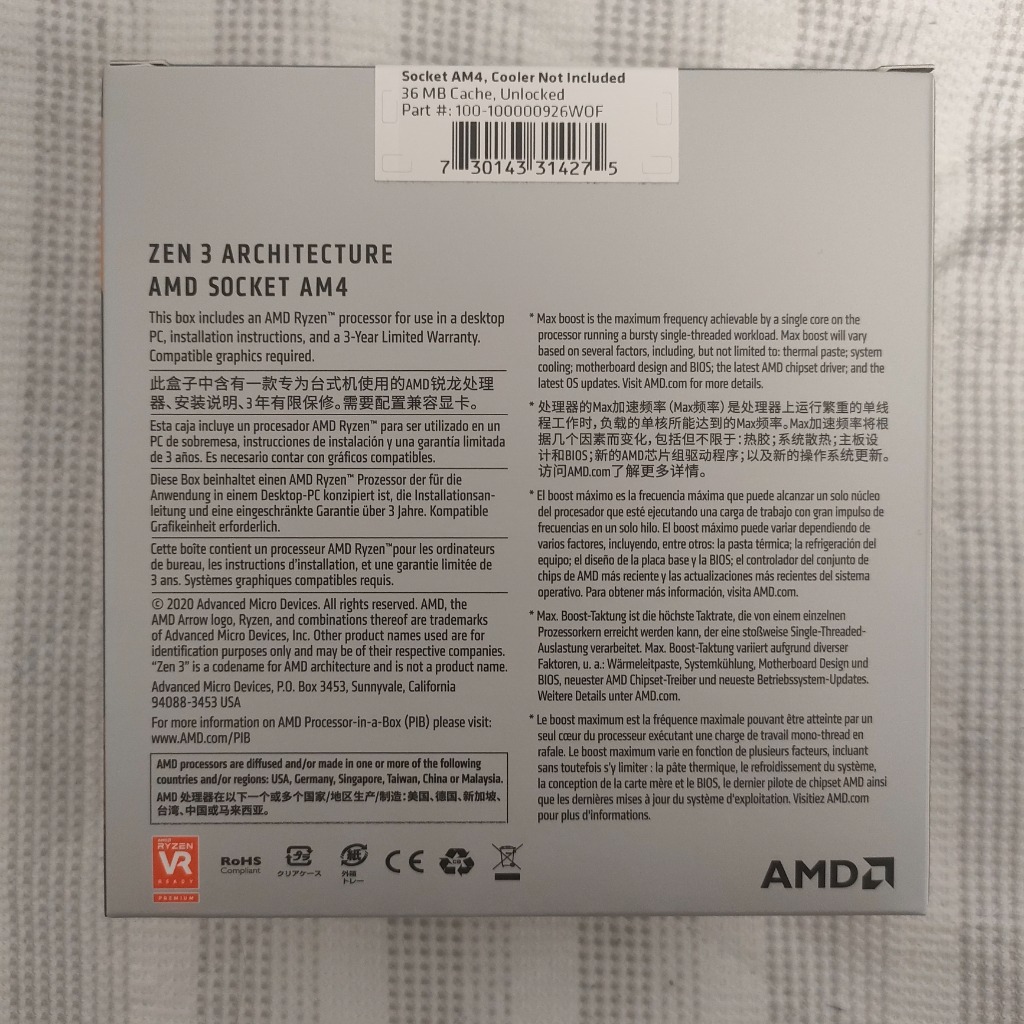 Socket AM4, Cooler Not Included
36 MB Cache, Unlocked
Part #: 100-100000926WOF
7 30143 31427 5
ZEN 3 ARCHITECTURE
AMD SOCKET AM4
This box includes an AMD Ryzen™ processor for use in a desktop
PC, installation instructions, and a 3-Year Limited Warranty.
Compatible graphics required.
此盒子中含有一款专为台式机使用的AMD锐龙处理
器、安装说明、3年有限保修。需要配置兼容显卡。
Esta caja incluye un procesador AMD Ryzen™ para ser utilizado en un
PC de sobremesa, instrucciones de instalación y una garantía limitada
de 3 años. Es necesario contar con gráficos compatibles.
Diese Box beinhaltet einen AMD Ryzen™ Prozessor der für die
Anwendung in einem Desktop-PC konzipiert ist, die Installationsan-
leitung und eine eingeschränkte Garantie über 3 Jahre. Kompatible
Grafikeinheit erforderlich.
Cette boîte contient un processeur AMD Ryzen™pour les ordinateurs
de bureau, les instructions d'installation, et une garantie limitée de
3 ans. Systèmes graphiques compatibles requis.
© 2020 Advanced Micro Devices. All rights reserved. AMD, the
AMD Arrow logo, Ryzen, and combinations thereof are trademarks
of Advanced Micro Devices, Inc. Other product names used are for
identification purposes only and may be of their respective companies.
“Zen 3” is a codename for AMD architecture and is not a product name.
Advanced Micro Devices, P.O. Box 3453, Sunnyvale, California
94088-3453 USA
For more information on AMD Processor-in-a-Box (PIB) please visit:
www.AMD.com/PIB
AMD processors are diffused and/or made in one or more of the following
countries and/or regions: USA, Germany, Singapore, Taiwan, China or Malaysia.
AMD 处理器在以下一个或多个国家/地区生产/制造：美国、德国、新加坡、
台湾、中国或马来西亚。
* Max boost is the maximum frequency achievable by a single core on the
processor running a bursty single-threaded workload. Max boost will vary
based on several factors, including, but not limited to: thermal paste; system
cooling; motherboard design and BIOS; the latest AMD chipset driver; and the
latest OS updates. Visit AMD.com for more details.
* 处理器的Max加速频率（Max频率）是处理器上运行繁重的单线
程工作时，负载的单核所能达到的Max频率。Max加速频率将根
据几个因素而变化，包括但不限于：热胶；系统散热；主板设
计和BIOS；新的AMD芯片组驱动程序；以及新的操作系统更新。
访问AMD.com了解更多详情。
* El boost máximo es la frecuencia máxima que puede alcanzar un solo núcleo
del procesador que esté ejecutando una carga de trabajo con gran impulso de
frecuencias en un solo hilo. El boost máximo puede variar dependiendo de
varios factores, incluyendo, entre otros: la pasta térmica; la refrigeración del
equipo; el diseño de la placa base y la BIOS; el controlador del conjunto de
chips de AMD más reciente y las actualizaciones más recientes del sistema
operativo. Para obtener más información, visita AMD.com.
* Max. Boost-Taktung ist die höchste Taktrate, die von einem einzelnen
Prozessorkern erreicht werden kann, der eine stoßweise Single-Threaded-
Auslastung verarbeitet. Max. Boost-Taktung variiert aufgrund diverser
Faktoren, u. a.: Wärmeleitpaste, Systemkühlung, Motherboard Design und
BIOS, neuester AMD Chipset-Treiber und neueste Betriebssystem-Updates.
Weitere Details unter AMD.com.
* Le boost maximum est la fréquence maximale pouvant être atteinte par un
seul cœur du processeur exécutant une charge de travail mono-thread en
rafale. Le boost maximum varie en fonction de plusieurs facteurs, incluant
sans toutefois s'y limiter : la pâte thermique, le refroidissement du système,
la conception de la carte mère et le BIOS, le dernier pilote de chipset AMD ainsi
que les dernières mises à jour du système d'exploitation. Visitiez AMD.com
pour plus d'informations.
AMD
RYZEN
VR
READY
PREMIUM
RoHS
Compliant
プラ
クリアケース
紙
外箱
トレー
CE
AMD